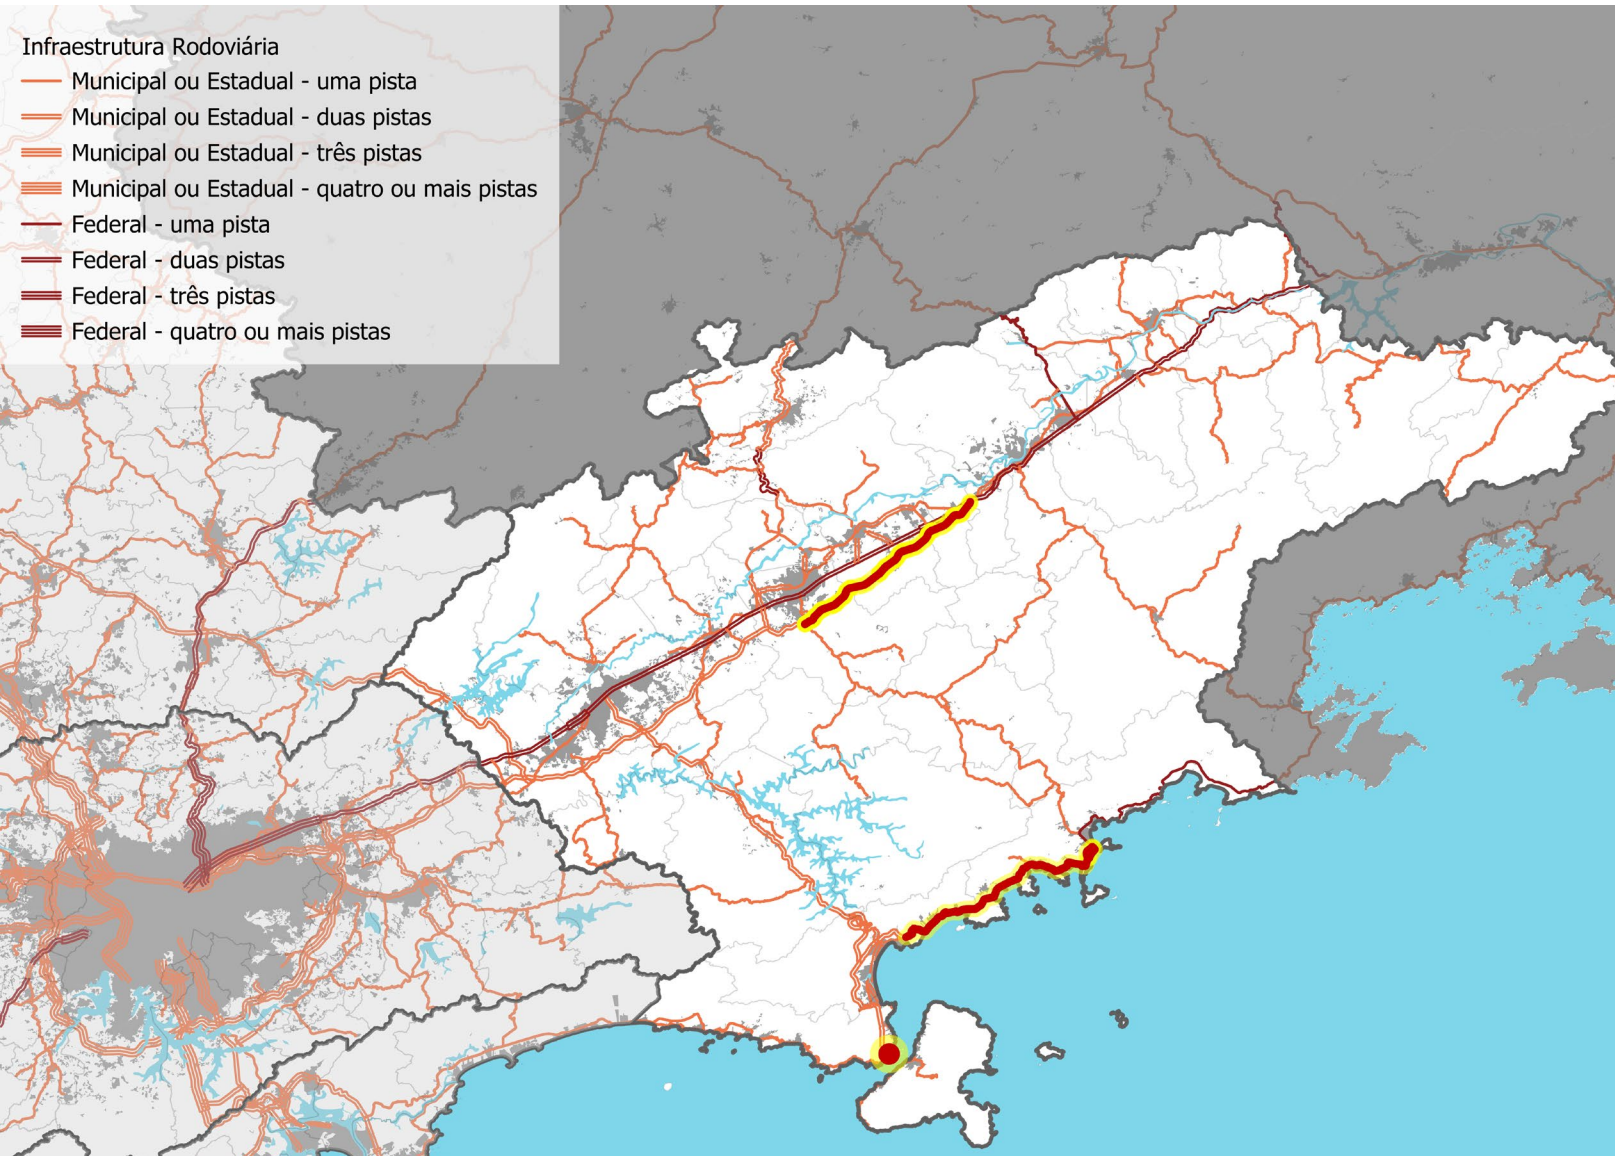 Infraestrutura Rodoviária
Municipal ou Estadual - uma pista
Municipal ou Estadual - duas pistas
Municipal ou Estadual - três pistas
Municipal ou Estadual - quatro ou mais pistas
Federal - uma pista
Federal - duas pistas
Federal - três pistas
Federal - quatro ou mais pistas